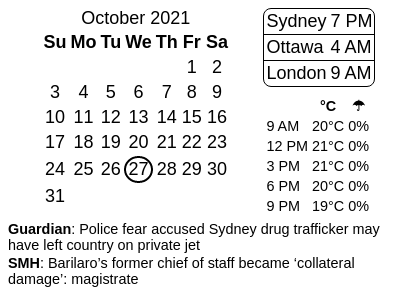 October 2021
Su Mo Tu We Th Fr Sa
1 2
3 4 5 6 7 8 9
10 11 12 13 14 15 16
17 18 19 20 21 22 23
24 25 26 27 28 29 30
31
Sydney 7 PM
Ottawa 4 AM
London 9 AM
°C ☂
9 AM 20°C 0%
12 PM 21°C 0%
3 PM 21°C 0%
6 PM 20°C 0%
9 PM 19°C 0%
Guardian: Police fear accused Sydney drug trafficker may
have left country on private jet
SMH: Barilaro’s former chief of staff became ‘collateral
damage’: magistrate